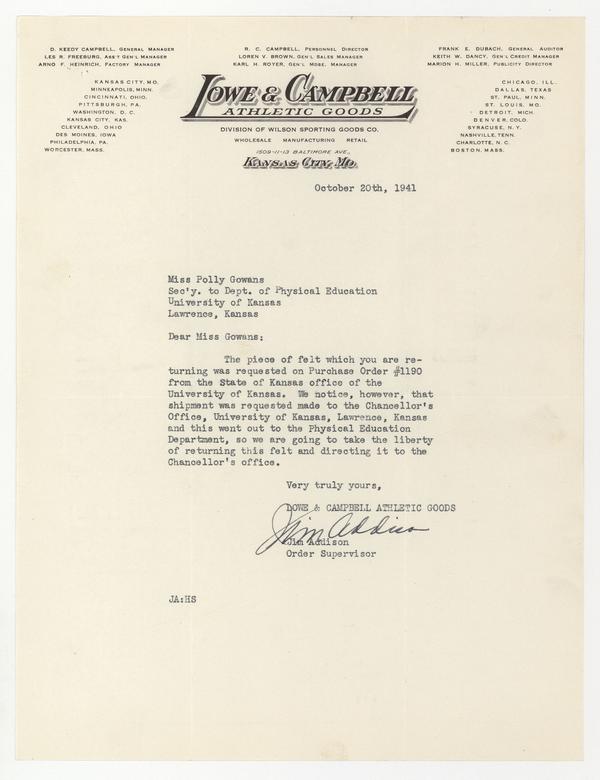 D. KEEDY CAMPBELL, GENERAL MANAGER
LES R. FREEBURG, ASS'T GEN'L MANAGER
ARNO F. HEINRICH, FACTORY MANAGER
R. C. CAMPBELL, PERSONNEL DIRECTOR
LOREN V. BROWN, GEN'L SALES MANAGER
KARL H. ROYER, GEN'L MDSE. MANAGER
FRANK E. DUBACH, GENERAL AUDITOR
KEITH W. DANCY, GEN'L CREDIT MANAGER
MARION H. MILLER, PUBLICITY DIRECTOR
KANSAS CITY, MO.
MINNEAPOLIS, MINN.
CINCINNATI, OHIO.
PITTSBURGH, PA.
WASHINGTON, D. C.
KANSAS CITY, KAS.
CLEVELAND, OHIO
DES MOINES, IOWA
PHILADELPHIA, PA.
WORCESTER, MASS.
LOWE & CAMPBELL
ATHLETIC GOODS
DIVISION OF WILSON SPORTING GOODS CO.
WHOLESALE MANUFACTURING RETAIL
1509-11-13 BALTIMORE AVE.,
KANSAS CITY, MO.
CHICAGO, ILL.
DALLAS, TEXAS
ST. PAUL, MINN.
ST. LOUIS, MO.
DETROIT, MICH.
DENVER, COLO.
SYRACUSE, N. Y.
NASHVILLE, TENN.
CHARLOTTE, N. C.
BOSTON, MASS.
October 20th, 1941
Miss Polly Gowans
Sec'y. to Dept. of Physical Education
University of Kansas
Lawrence, Kansas
Dear Miss Gowans:
The piece of felt which you are re-
turning was requested on Purchase Order #1190
from the State of Kansas office of the
University of Kansas. We notice, however, that
shipment was requested made to the Chancellor's
Office, University of Kansas, Lawrence, Kansas
and this went out to the Physical Education
Department, so we are going to take the liberty
of returning this felt and directing it to the
Chancellor's office.
Very truly yours,
LOWE & CAMPBELL ATHLETIC GOODS
Jim Addison
Jim Addison
Order Supervisor
JA:HS